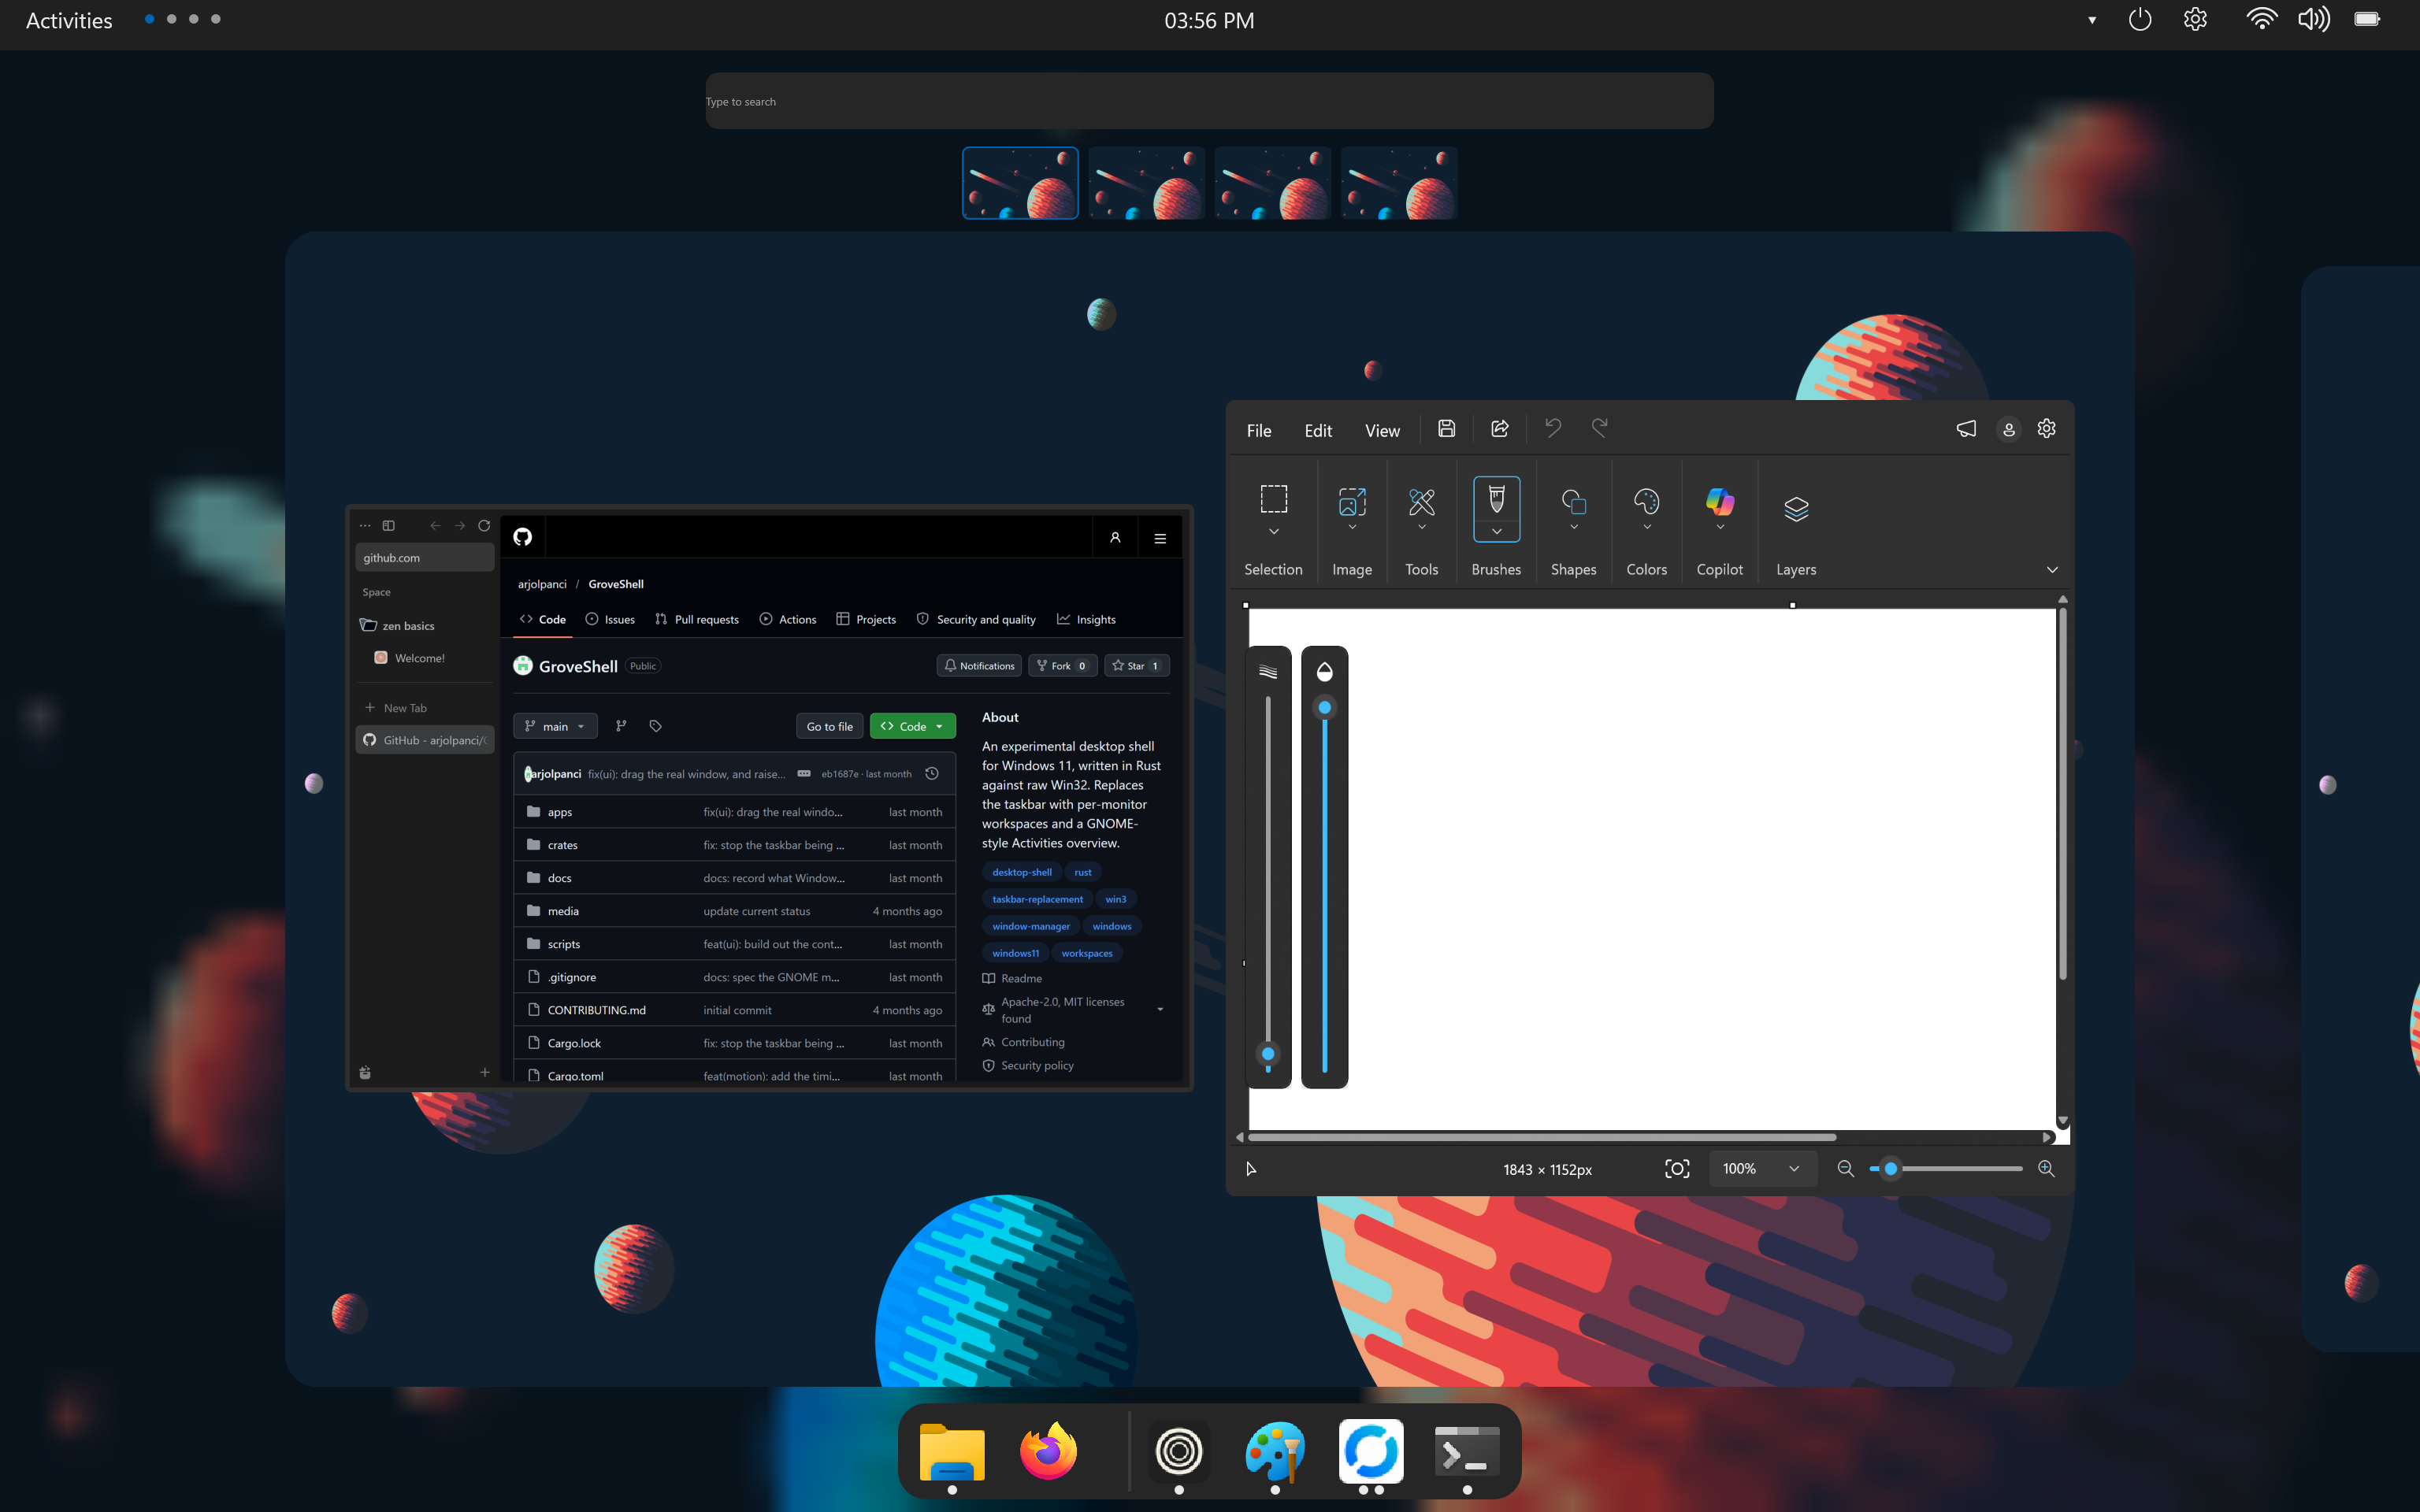 Activities
03:56 PM
Type to search
github.com
Space
zen basics
Welcome!
New Tab
GitHub - arjolpanci/
arjolpanci / GroveShell
Code Issues Pull requests Actions Projects Security and quality Insights
GroveShell Public
Notifications Fork 0 Star 1
main Go to file Code
arjolpanci fix(ui): drag the real window, and raise... eb1687e · last month
apps fix(ui): drag the real windo... last month
crates fix: stop the taskbar being ... last month
docs docs: record what Window... last month
media update current status 4 months ago
scripts feat(ui): build out the cont... last month
.gitignore docs: spec the GNOME m... last month
CONTRIBUTING.md initial commit 4 months ago
Cargo.lock fix: stop the taskbar being ... last month
Cargo.toml feat(motion): add the timi... last month
About
An experimental desktop shell
for Windows 11, written in Rust
against raw Win32. Replaces
the taskbar with per-monitor
workspaces and a GNOME-
style Activities overview.
desktop-shell rust
taskbar-replacement win3
window-manager windows
windows11 workspaces
Readme
Apache-2.0, MIT licenses
found
Contributing
Security policy
File Edit View
Selection Image Tools Brushes Shapes Colors Copilot Layers
1843 × 1152px 100%